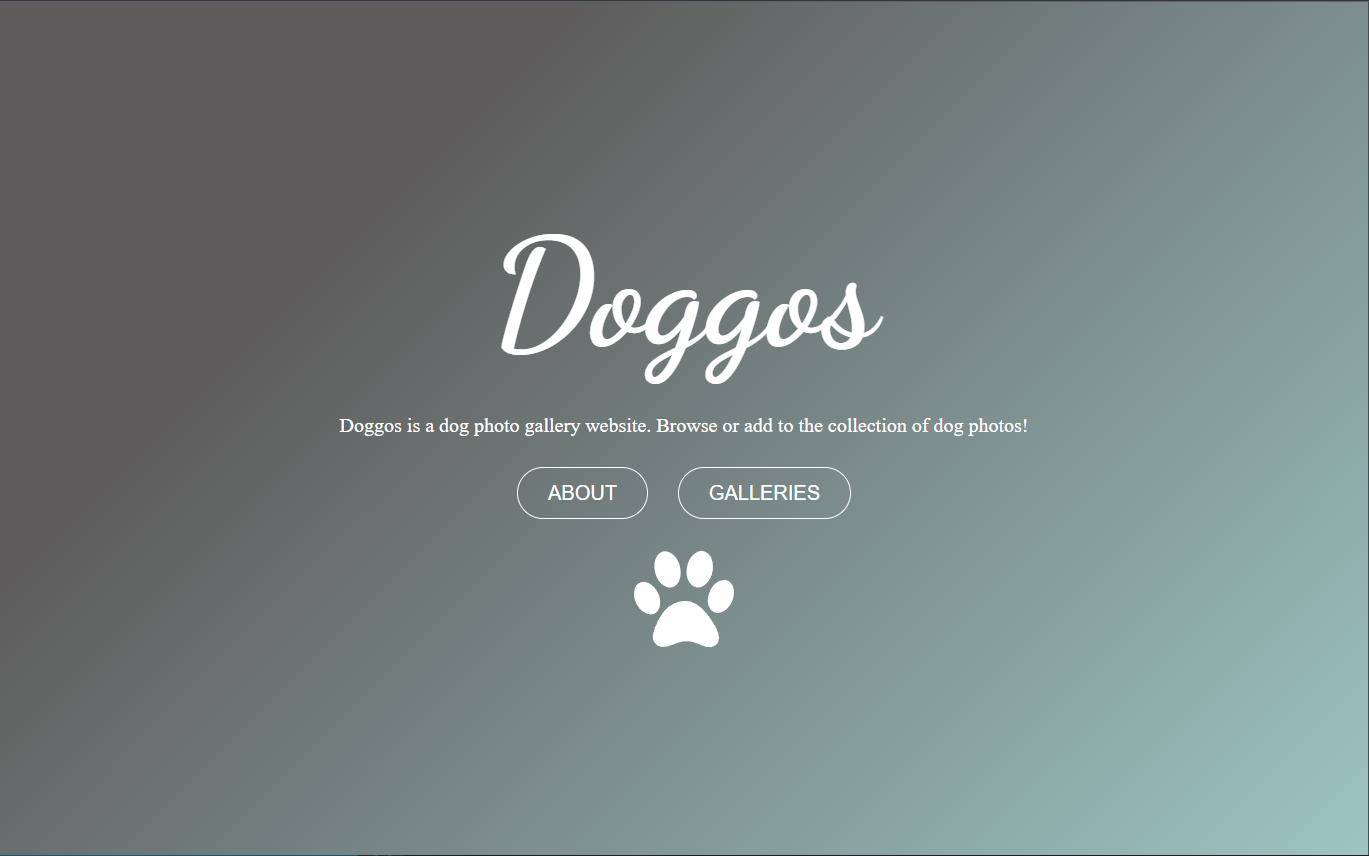 Doggos
Doggos is a dog photo gallery website. Browse or add to the collection of dog photos!
ABOUT
GALLERIES